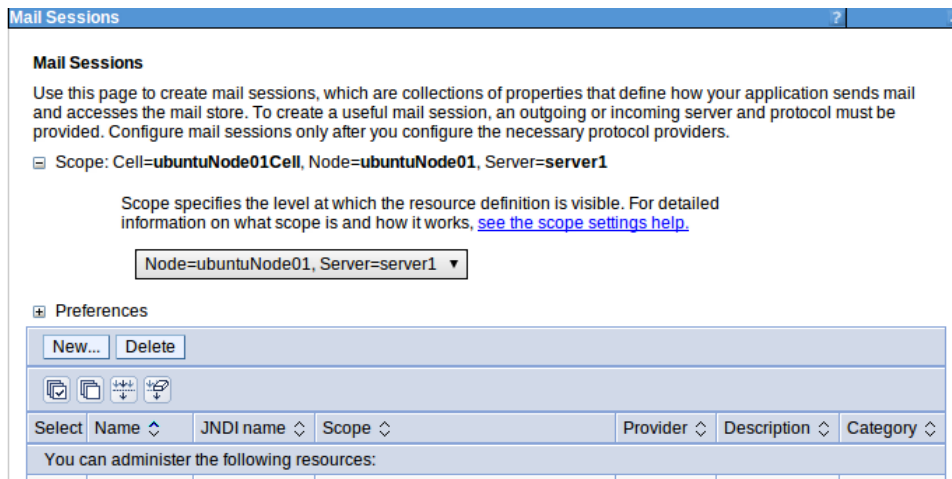 Mail Sessions ?
Mail Sessions
Use this page to create mail sessions, which are collections of properties that define how your application sends mail
and accesses the mail store. To create a useful mail session, an outgoing or incoming server and protocol must be
provided. Configure mail sessions only after you configure the necessary protocol providers.
Scope: Cell=ubuntuNode01Cell, Node=ubuntuNode01, Server=server1
Scope specifies the level at which the resource definition is visible. For detailed
information on what scope is and how it works, see the scope settings help.
Node=ubuntuNode01, Server=server1
Preferences
New... Delete
Select Name JNDI name Scope Provider Description Category
You can administer the following resources: